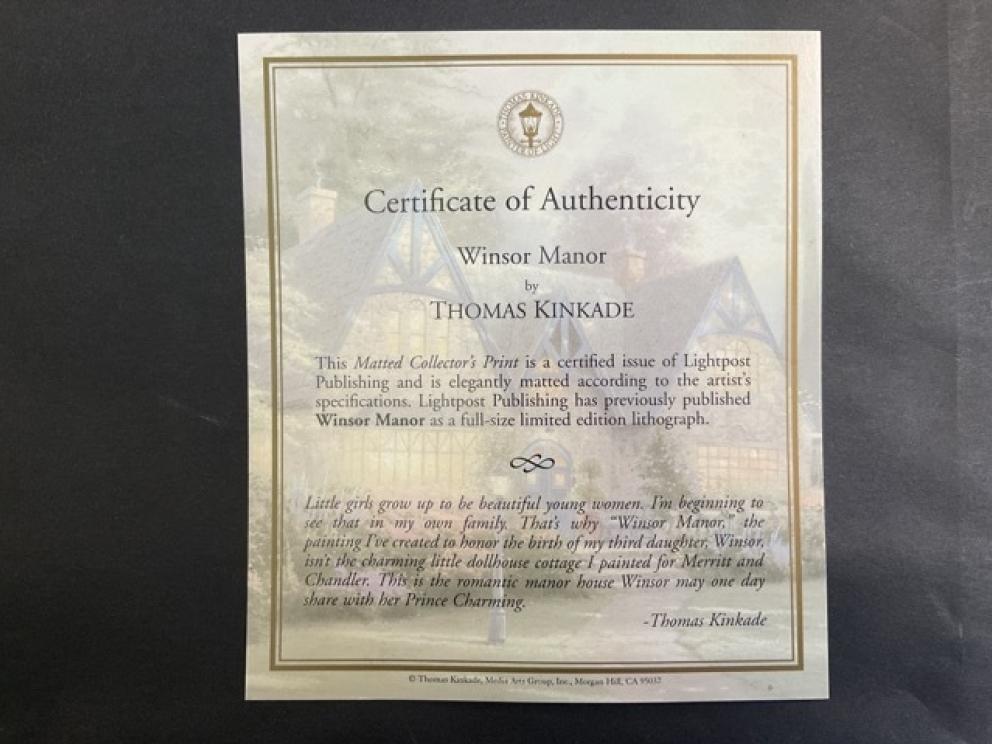 THOMAS KINKADE
PAINTER OF LIGHT
Certificate of Authenticity
Winsor Manor
by
THOMAS KINKADE
This Matted Collector's Print is a certified issue of Lightpost
Publishing and is elegantly matted according to the artist's
specifications. Lightpost Publishing has previously published
Winsor Manor as a full-size limited edition lithograph.
Little girls grow up to be beautiful young women. I'm beginning to
see that in my own family. That's why "Winsor Manor," the
painting I've created to honor the birth of my third daughter, Winsor,
isn't the charming little dollhouse cottage I painted for Merritt and
Chandler. This is the romantic manor house Winsor may one day
share with her Prince Charming.
-Thomas Kinkade
© Thomas Kinkade, Media Arts Group, Inc., Morgan Hill, CA 95037